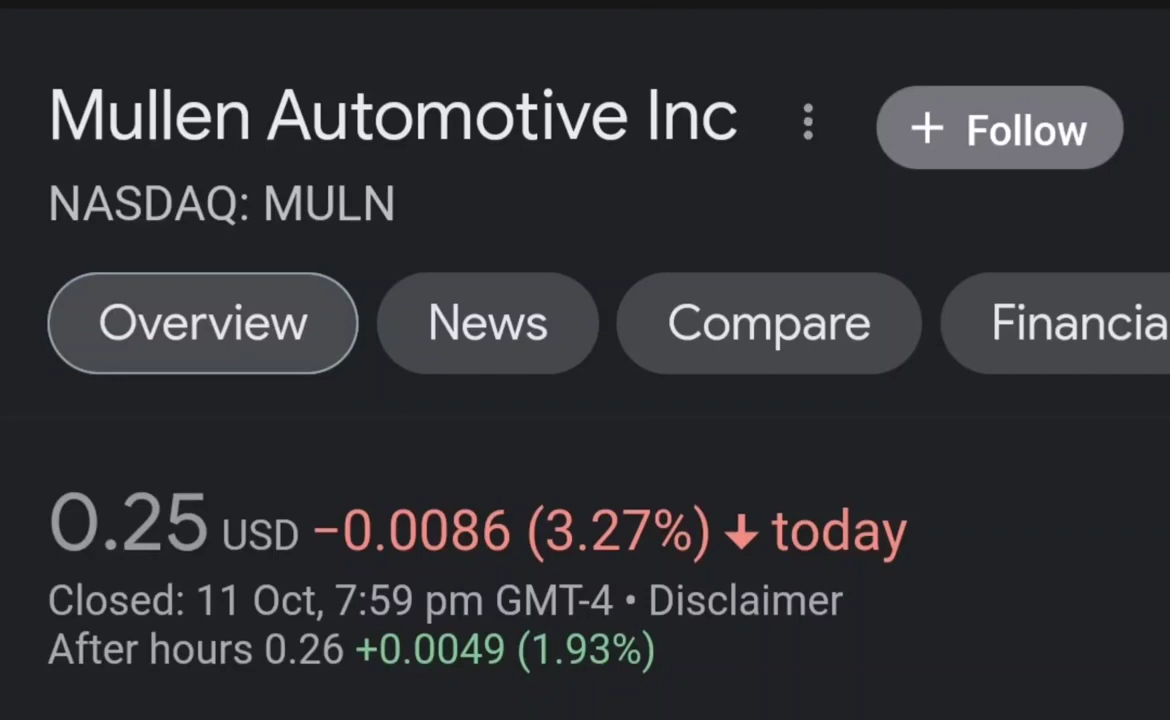 Mullen Automotive Inc
+ Follow
NASDAQ: MULN
Overview
News
Compare
Financia
0.25 USD −0.0086 (3.27%) ↓ today
Closed: 11 Oct, 7:59 pm GMT-4 • Disclaimer
After hours 0.26 +0.0049 (1.93%)